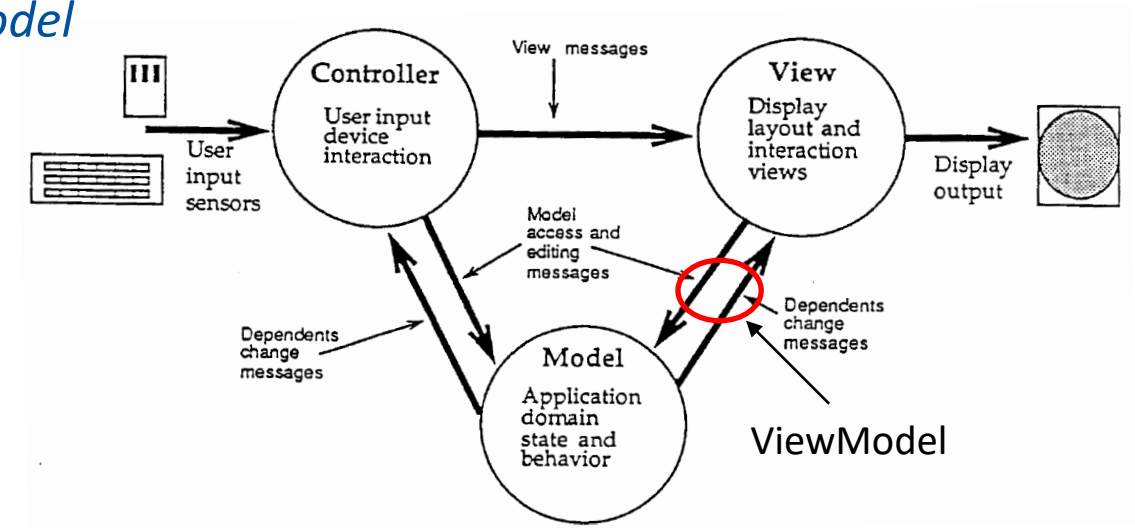 odel
View messages
Controller
User input
device
interaction
View
Display
layout and
interaction
views
User
input
sensors
Display
output
Model
access and
editing
messages
Dependents
change
messages
Dependents
change
messages
Model
Application
domain
state and
behavior
ViewModel